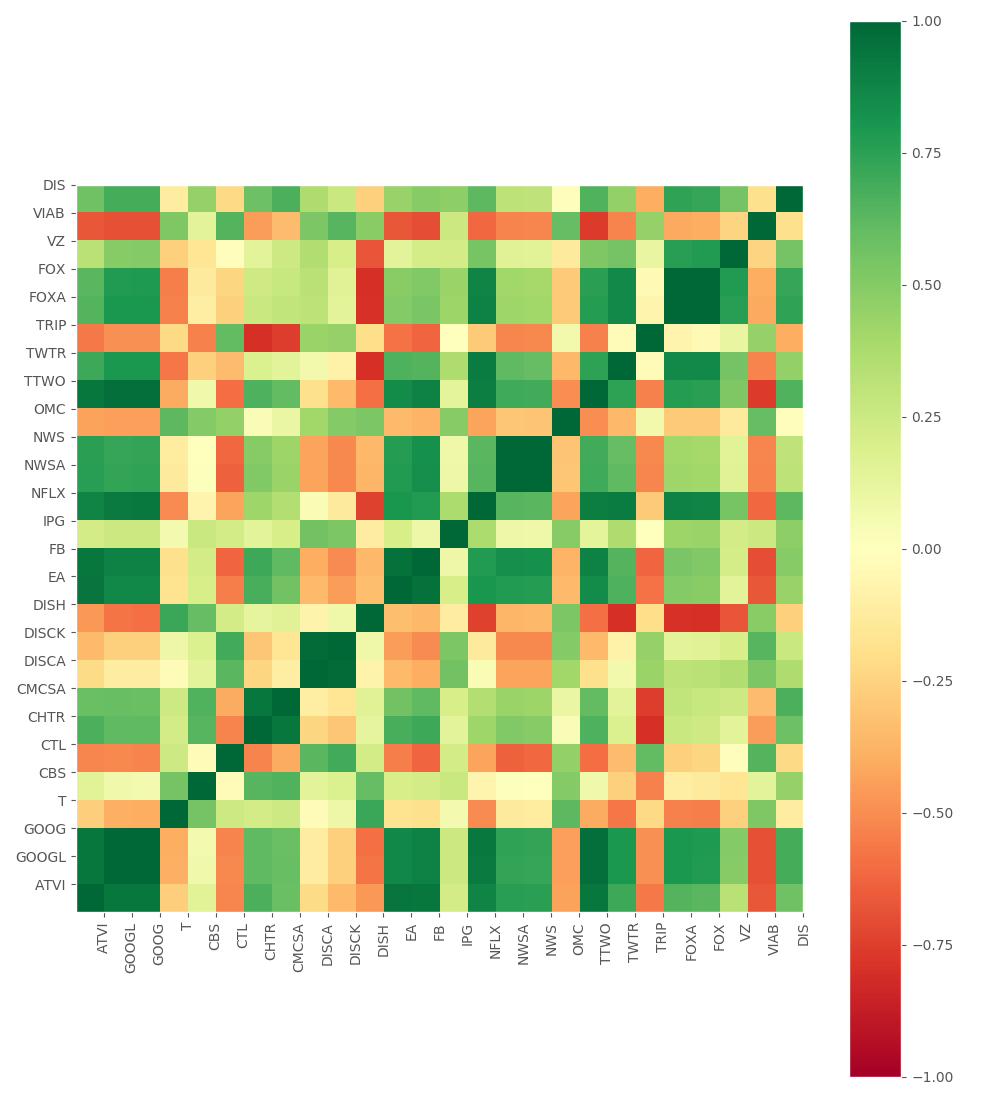 DIS
VIAB
VZ
FOX
FOXA
TRIP
TWTR
TTWO
OMC
NWS
NWSA
NFLX
IPG
FB
EA
DISH
DISCK
DISCA
CMCSA
CHTR
CTL
CBS
T
GOOG
GOOGL
ATVI
ATVI
GOOGL
GOOG
T
CBS
CTL
CHTR
CMCSA
DISCA
DISCK
DISH
EA
FB
IPG
NFLX
NWSA
NWS
OMC
TTWO
TWTR
TRIP
FOXA
FOX
VZ
VIAB
DIS
1.00
0.75
0.50
0.25
0.00
−0.25
−0.50
−0.75
−1.00